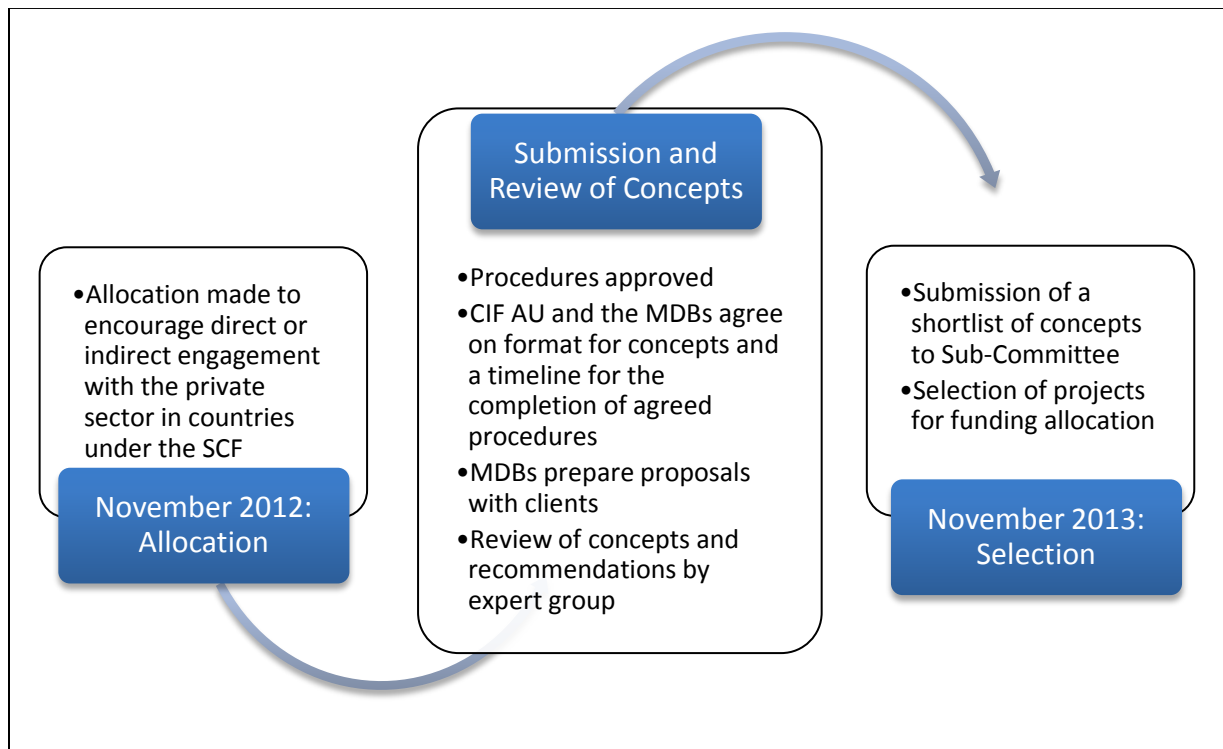 •Allocation made to
encourage direct or
indirect engagement
with the private
sector in countries
under the SCF
November 2012:
Allocation
Submission and
Review of Concepts
•Procedures approved
•CIF AU and the MDBs agree
on format for concepts and
a timeline for the
completion of agreed
procedures
•MDBs prepare proposals
with clients
•Review of concepts and
recommendations by
expert group
•Submission of a
shortlist of concepts
to Sub-Committee
•Selection of projects
for funding allocation
November 2013:
Selection